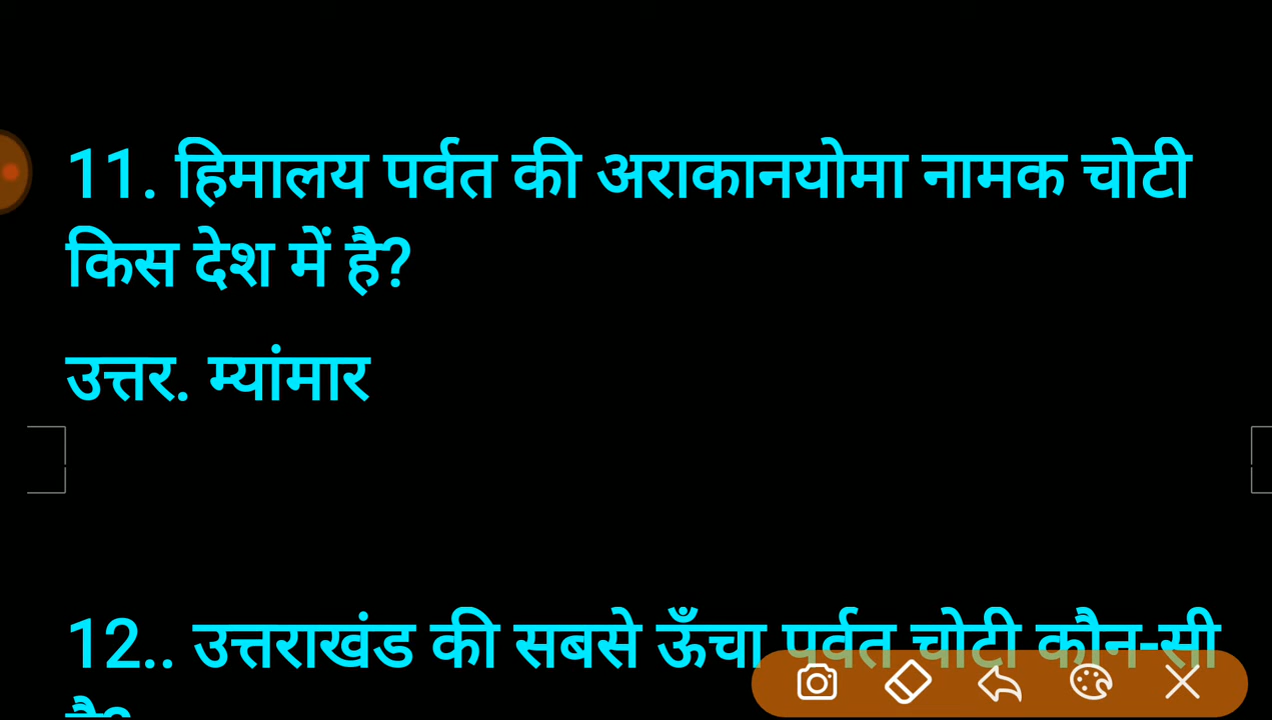 11. हिमालय पर्वत की अराकानयोमा नामक चोटी
किस देश में है?
उत्तर. म्यांमार
12.. उत्तराखंड की सबसे ऊँचा पर्वत चोटी कौन-सी
है?